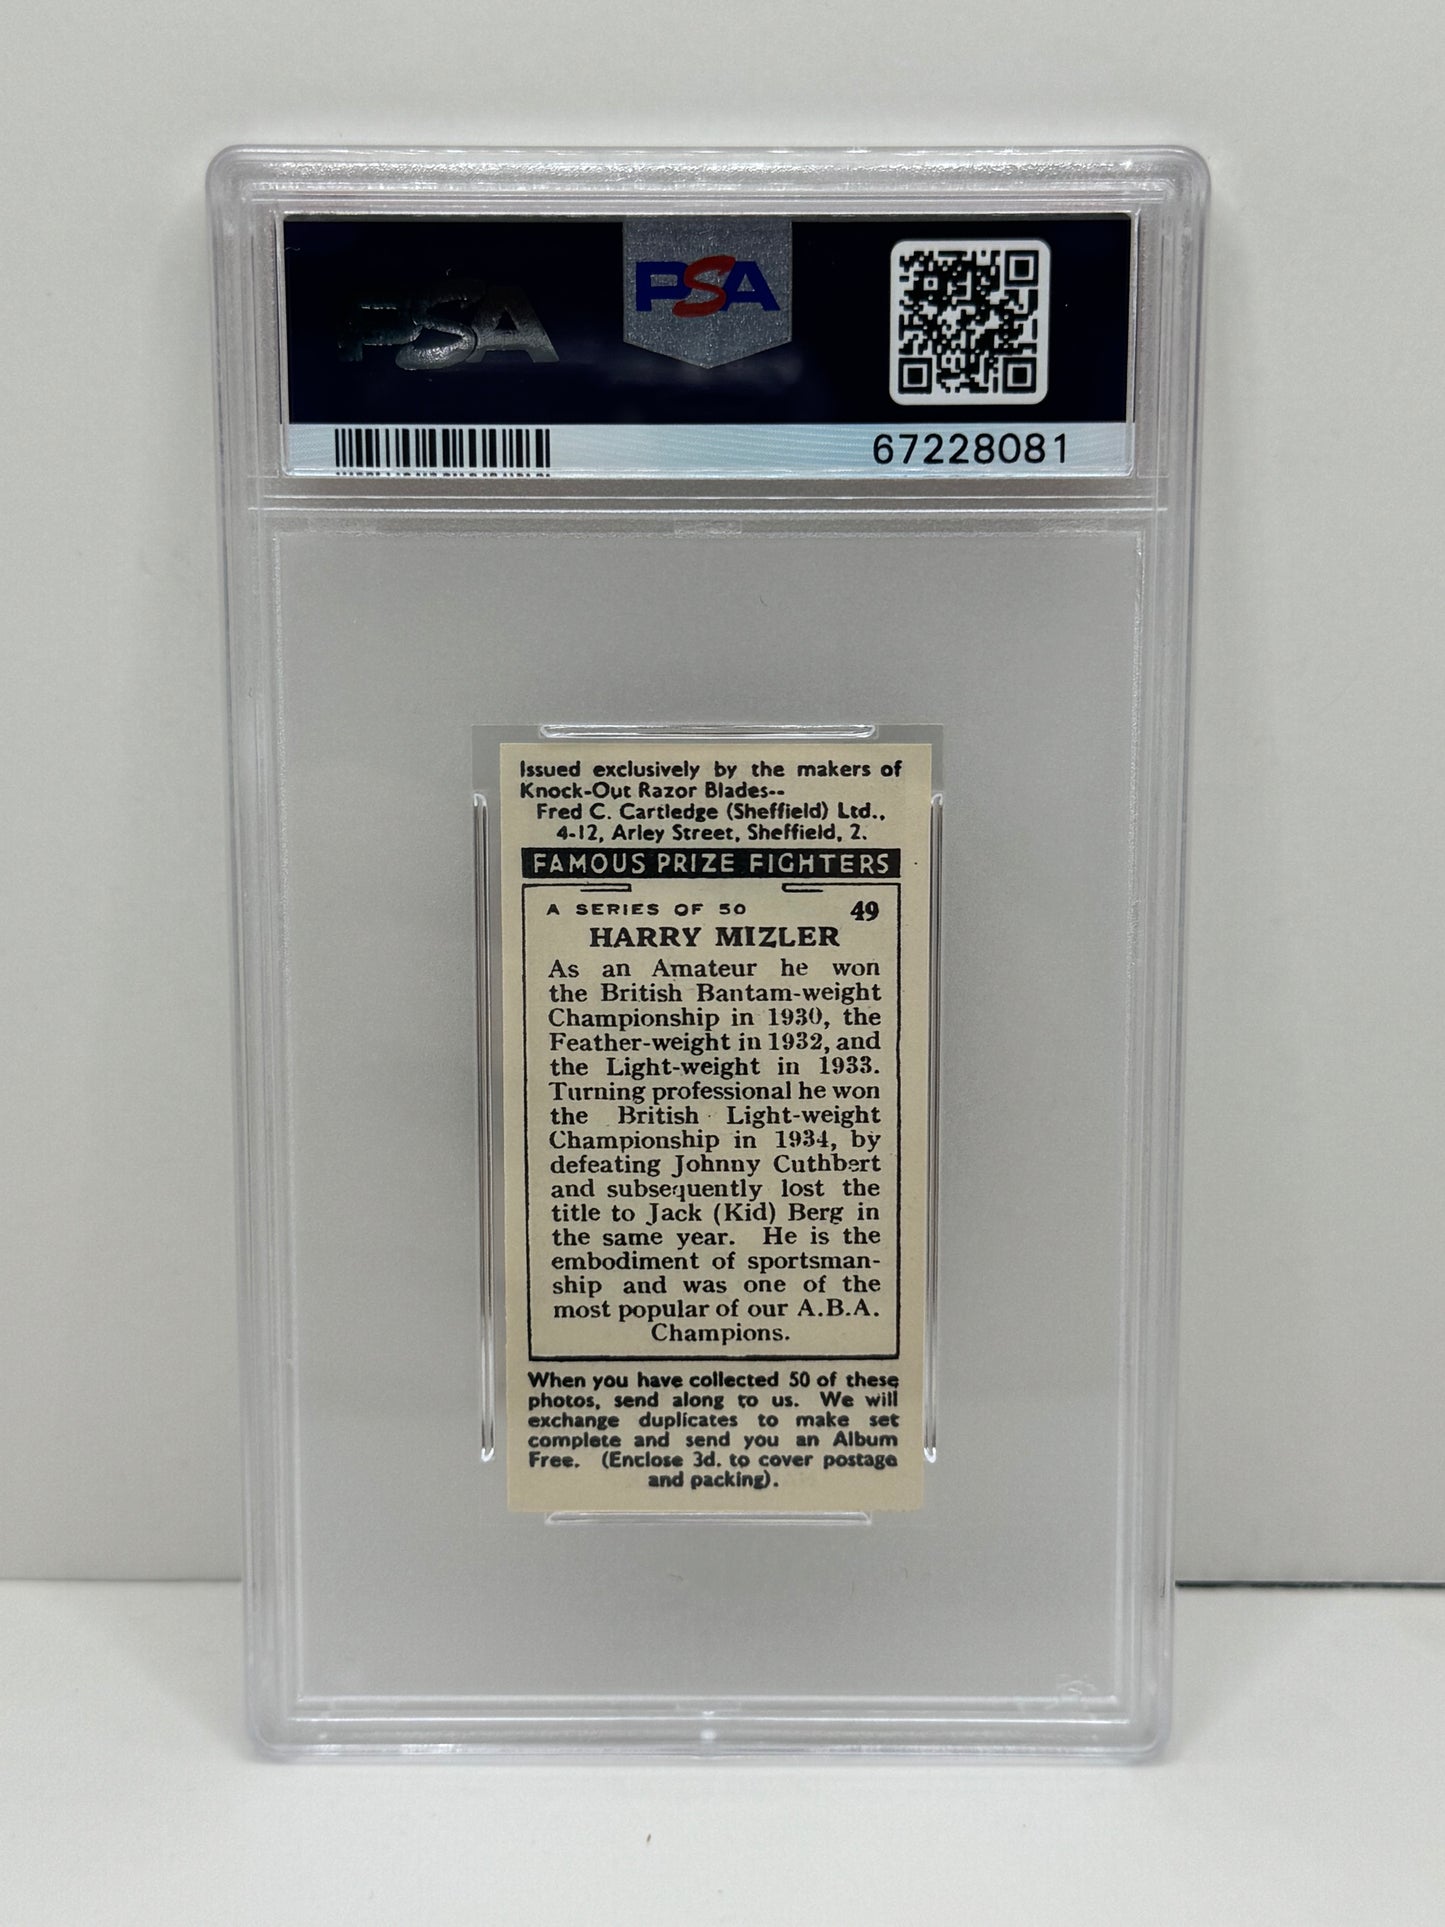 PSA
PSA
67228081
Issued exclusively by the makers of
Knock-Out Razor Blades--
Fred C. Cartledge (Sheffield) Ltd.,
4-12, Arley Street, Sheffield, 2.
FAMOUS PRIZE FIGHTERS
A SERIES OF 50 49
HARRY MIZLER
As an Amateur he won
the British Bantam-weight
Championship in 1930, the
Feather-weight in 1932, and
the Light-weight in 1933.
Turning professional he won
the British Light-weight
Championship in 1934, by
defeating Johnny Cuthbert
and subsequently lost the
title to Jack (Kid) Berg in
the same year. He is the
embodiment of sportsman-
ship and was one of the
most popular of our A.B.A.
Champions.
When you have collected 50 of these
photos, send along to us. We will
exchange duplicates to make set
complete and send you an Album
Free. (Enclose 3d. to cover postage
and packing).